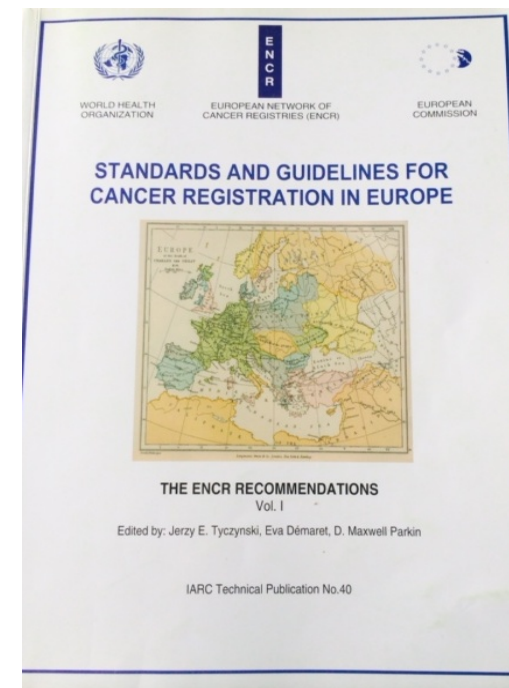 E
N
C
R
WORLD HEALTH
ORGANIZATION
EUROPEAN NETWORK OF
CANCER REGISTRIES (ENCR)
EUROPEAN
COMMISSION
STANDARDS AND GUIDELINES FOR
CANCER REGISTRATION IN EUROPE
EUROPE
THE ENCR RECOMMENDATIONS
Vol. I
Edited by: Jerzy E. Tyczynski, Eva Démaret, D. Maxwell Parkin
IARC Technical Publication No.40